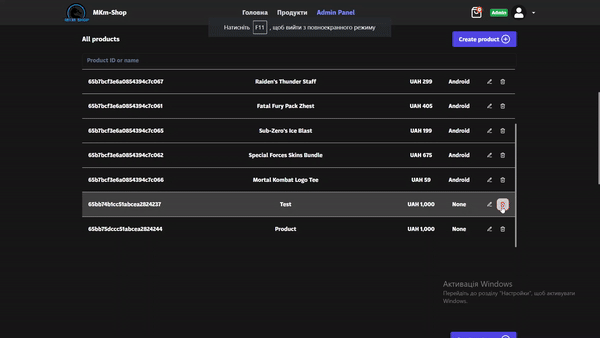 MKm-Shop
Головна Продукти Admin Panel
Admin
Натисніть F11 , щоб вийти з повноекранного режиму
All products
Create product
Product ID or name
65b7bcf3e6a0854394c7c067 Raiden's Thunder Staff UAH 299 Android
65b7bcf3e6a0854394c7c061 Fatal Fury Pack Zhest UAH 405 Android
65b7bcf3e6a0854394c7c065 Sub-Zero's Ice Blast UAH 199 Android
65b7bcf3e6a0854394c7c062 Special Forces Skins Bundle UAH 675 Android
65b7bcf3e6a0854394c7c066 Mortal Kombat Logo Tee UAH 59 Android
65bb74b1cc51abcea2824237 Test UAH 1,000 None
65bb75dccc51abcea2824244 Product UAH 1,000 None
Активація Windows
Перейдіть до розділу "Настройки", щоб активувати
Windows.